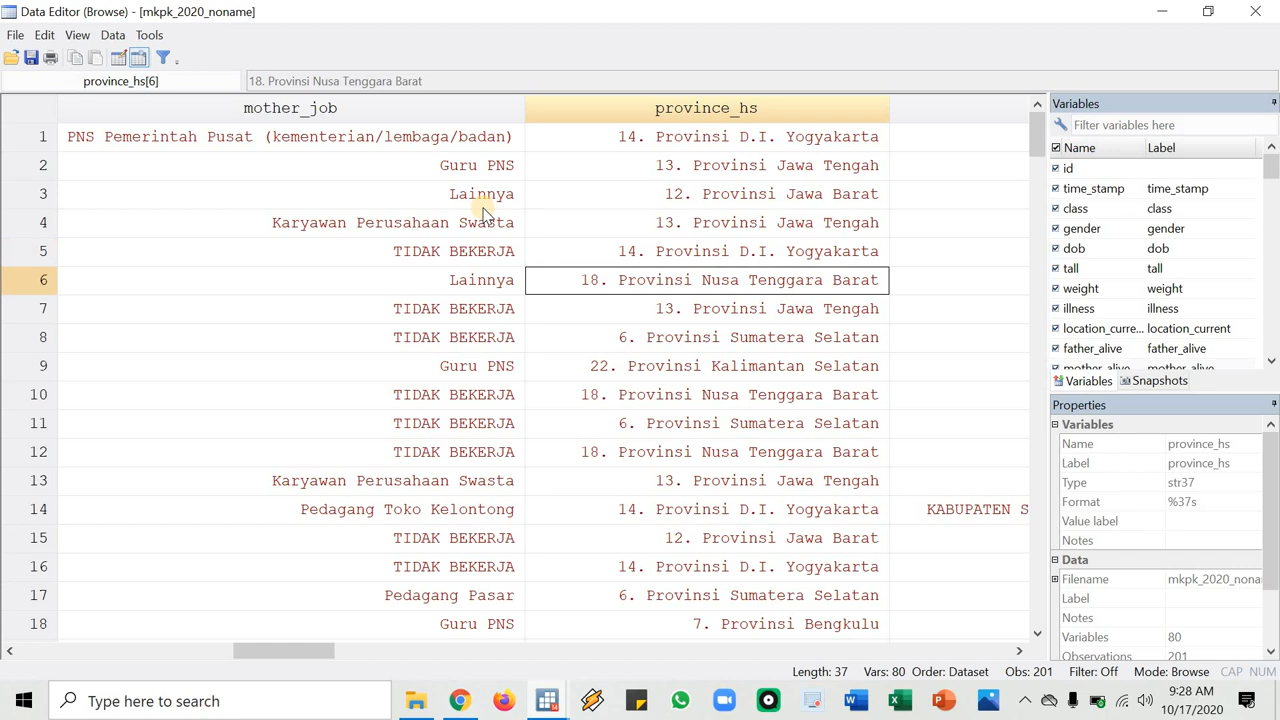 Data Editor (Browse) - [mkpk_2020_noname]
File Edit View Data Tools
province_hs[6] 18. Provinsi Nusa Tenggara Barat
mother_job province_hs
1 PNS Pemerintah Pusat (kementerian/lembaga/badan) 14. Provinsi D.I. Yogyakarta
2 Guru PNS 13. Provinsi Jawa Tengah
3 Lainnya 12. Provinsi Jawa Barat
4 Karyawan Perusahaan Swasta 13. Provinsi Jawa Tengah
5 TIDAK BEKERJA 14. Provinsi D.I. Yogyakarta
6 Lainnya 18. Provinsi Nusa Tenggara Barat
7 TIDAK BEKERJA 13. Provinsi Jawa Tengah
8 TIDAK BEKERJA 6. Provinsi Sumatera Selatan
9 Guru PNS 22. Provinsi Kalimantan Selatan
10 TIDAK BEKERJA 18. Provinsi Nusa Tenggara Barat
11 TIDAK BEKERJA 6. Provinsi Sumatera Selatan
12 TIDAK BEKERJA 18. Provinsi Nusa Tenggara Barat
13 Karyawan Perusahaan Swasta 13. Provinsi Jawa Tengah
14 Pedagang Toko Kelontong 14. Provinsi D.I. Yogyakarta KABUPATEN S
15 TIDAK BEKERJA 12. Provinsi Jawa Barat
16 TIDAK BEKERJA 14. Provinsi D.I. Yogyakarta
17 Pedagang Pasar 6. Provinsi Sumatera Selatan
18 Guru PNS 7. Provinsi Bengkulu
Variables
Filter variables here
Name Label
id
time_stamp time_stamp
class class
gender gender
dob dob
tall tall
weight weight
illness illness
location_curre... location_current
father_alive father_alive
mother_alive mother_alive
Variables Snapshots
Properties
Variables
Name province_hs
Label province_hs
Type str37
Format %37s
Value label
Notes
Data
Filename mkpk_2020_nona
Label
Notes
Variables 80
Observations 201
Length: 37 Vars: 80 Order: Dataset Obs: 201 Filter: Off Mode: Browse CAP NUM
Type here to search
9:28 AM
10/17/2020